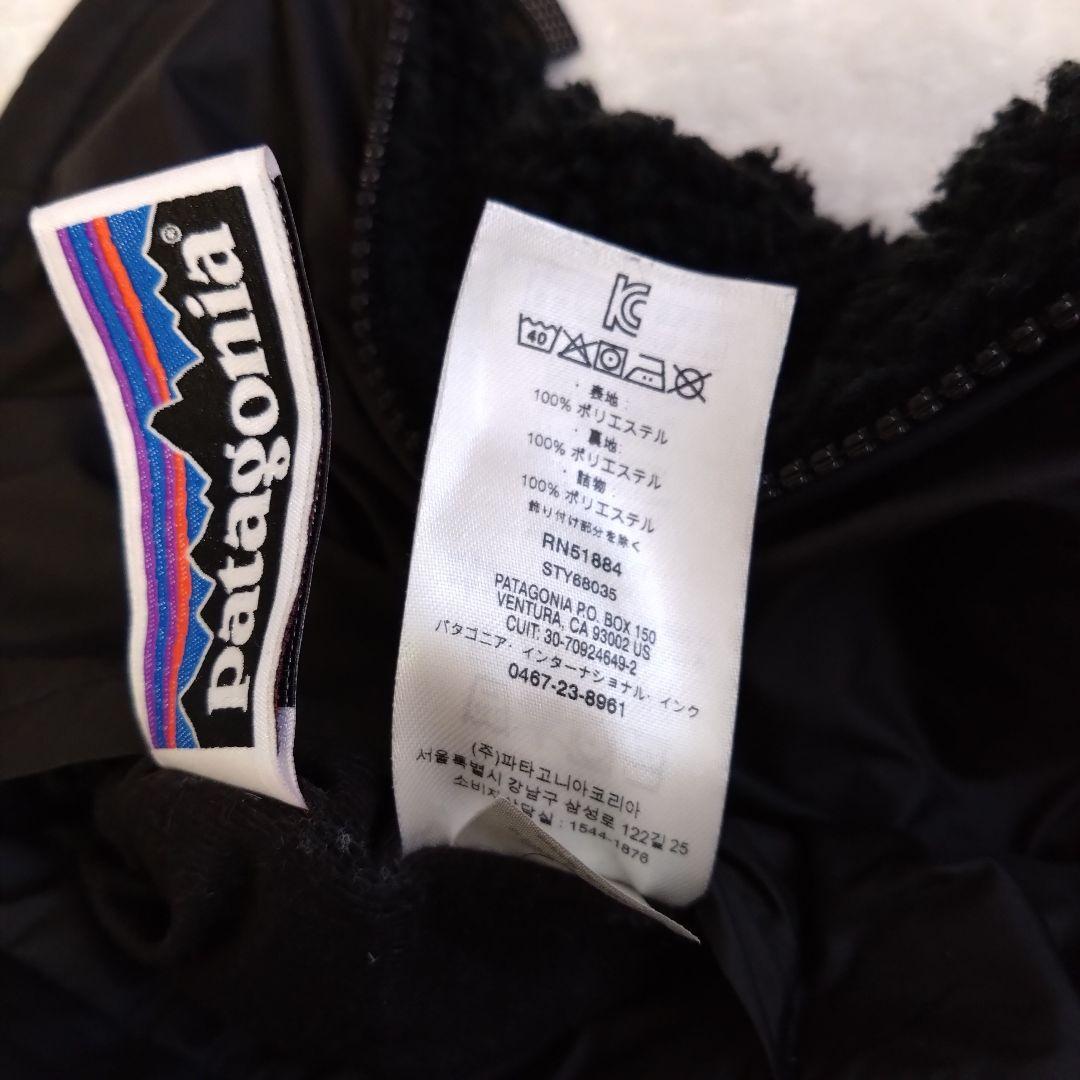 patagonia®
KC
40
・表地:
100% ポリエステル
・裏地:
100% ポリエステル
・詰物:
100% ポリエステル
飾り付け部分を除く
RN51884
STY68035
PATAGONIA P.O. BOX 150
VENTURA, CA 93002 US
CUIT: 30-70924649-2
パタゴニア・インターナショナル・インク
0467-23-8961
(주)파타고니아코리아
서울특별시 강남구 삼성로 122길 25
: 1544-1876